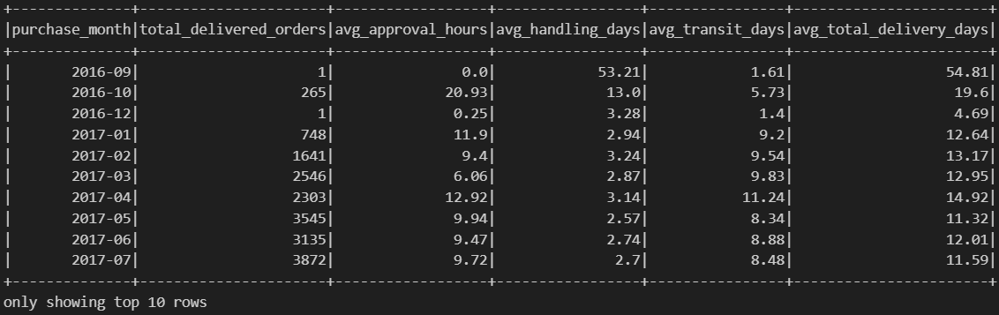 +--------------+----------------------+------------------+-----------------+----------------+-----------------------+
|purchase_month|total_delivered_orders|avg_approval_hours|avg_handling_days|avg_transit_days|avg_total_delivery_days|
+--------------+----------------------+------------------+-----------------+----------------+-----------------------+
|       2016-09|                     1|               0.0|            53.21|            1.61|                  54.81|
|       2016-10|                   265|             20.93|             13.0|            5.73|                   19.6|
|       2016-12|                     1|              0.25|             3.28|             1.4|                   4.69|
|       2017-01|                   748|              11.9|             2.94|             9.2|                  12.64|
|       2017-02|                  1641|               9.4|             3.24|            9.54|                  13.17|
|       2017-03|                  2546|              6.06|             2.87|            9.83|                  12.95|
|       2017-04|                  2303|             12.92|             3.14|           11.24|                  14.92|
|       2017-05|                  3545|              9.94|             2.57|            8.34|                  11.32|
|       2017-06|                  3135|              9.47|             2.74|            8.88|                  12.01|
|       2017-07|                  3872|              9.72|              2.7|            8.48|                  11.59|
+--------------+----------------------+------------------+-----------------+----------------+-----------------------+
only showing top 10 rows